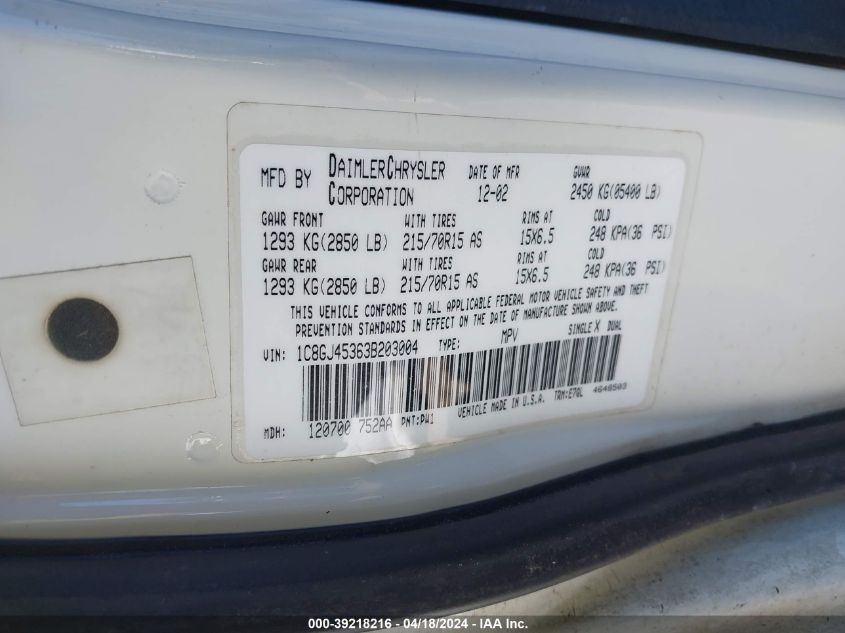 MFD BY DAIMLERCHRYSLER CORPORATION DATE OF MFR 12-02 GVWR 2450 KG(05400 LB)
GAWR FRONT WITH TIRES RIMS AT COLD
1293 KG(2850 LB) 215/70R15 AS 15X6.5 248 KPA(36 PSI)
GAWR REAR WITH TIRES RIMS AT COLD
1293 KG(2850 LB) 215/70R15 AS 15X6.5 248 KPA(36 PSI)
THIS VEHICLE CONFORMS TO ALL APPLICABLE FEDERAL MOTOR VEHICLE SAFETY AND THEFT
PREVENTION STANDARDS IN EFFECT ON THE DATE OF MANUFACTURE SHOWN ABOVE.
VIN: 1C8GJ45363B203004 TYPE: MPV SINGLE X DUAL
MDH: 120700 752AA PNT:PW1 VEHICLE MADE IN U.S.A. TRM:E7QL 4648503
000-39218216 - 04/18/2024 - IAA Inc.